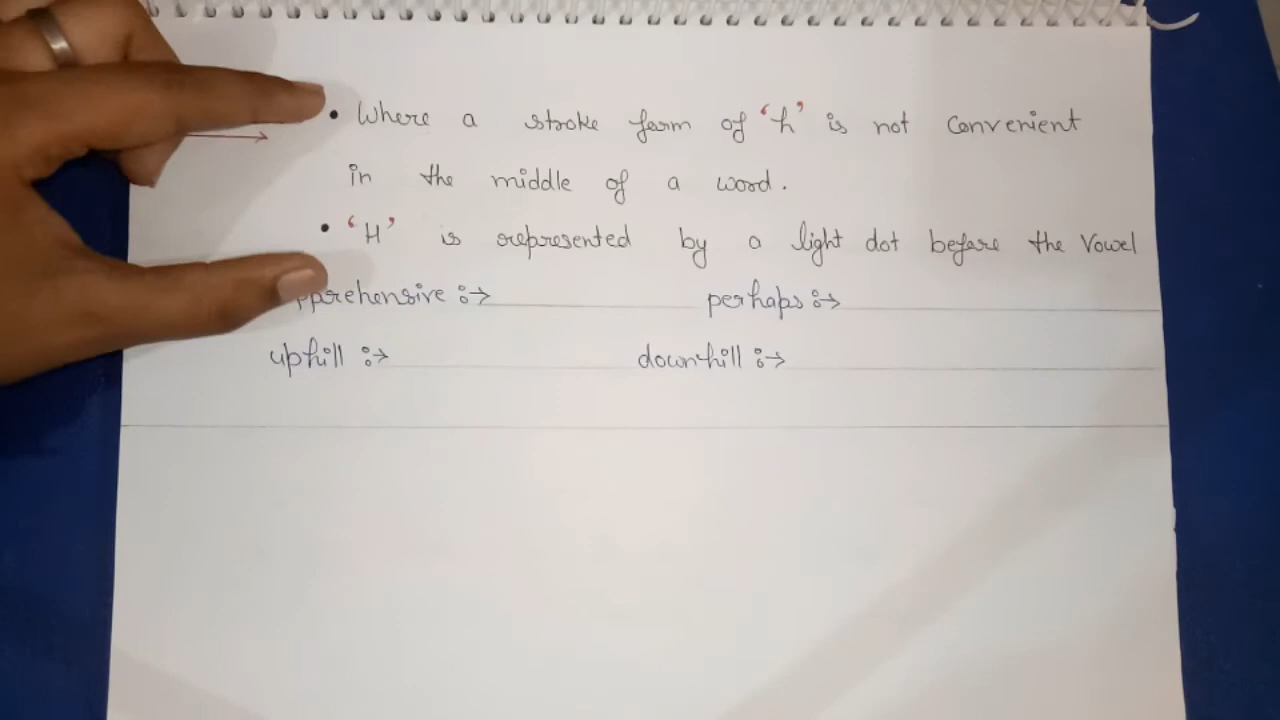 • Where a stroke form of 'h' is not convenient
in the middle of a word.
• 'H' is represented by a light dot before the Vowel
pprehensive :→ perhaps :→
uphill :→ downhill :→